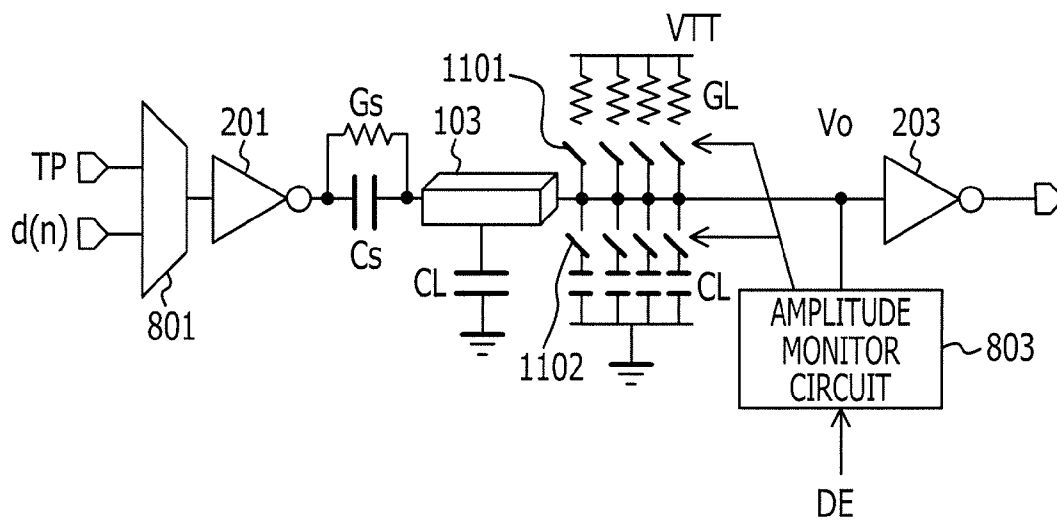 VTT
1101
GL
Gs
103
201
Vo
203
TP
d(n)
Cs
CL
CL
801
1102
AMPLITUDE
MONITOR
CIRCUIT
803
DE